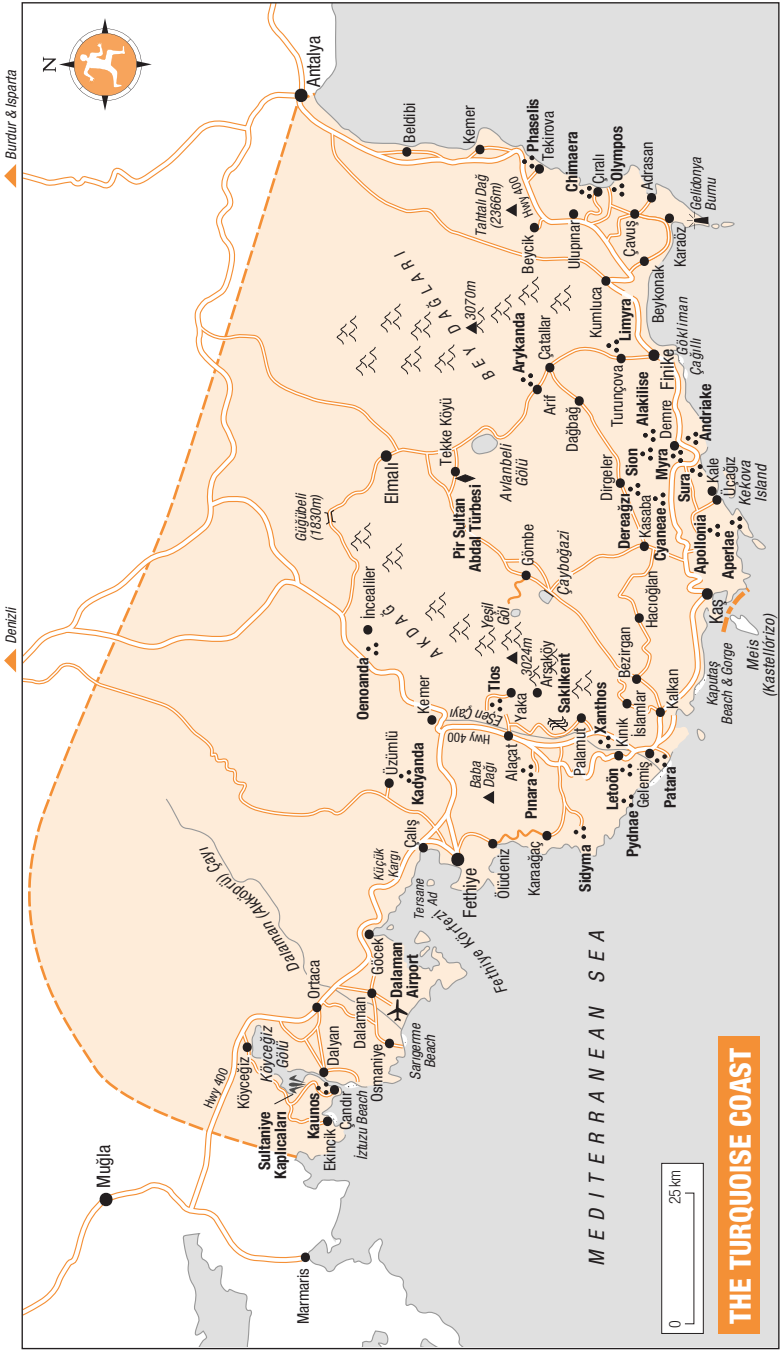 Denizli
Burdur & Isparta
N
Muğla
Marmaris
Antalya
Hwy 400
Köyceğiz
Köyceğiz
Gölü
Sultaniye
Kaplıcaları
Kaunos
Ekincik
Çandır
İztuzu Beach
Dalyan
Ortaca
Dalaman
Osmaniye
Sarıgerme
Beach
Dalaman
Airport
Göcek
Dalaman (Akköprü) Çayı
Küçük
Kargı
Tersane
Ad
Fethiye Körfezi
Çalış
Fethiye
Üzümlü
Kadyanda
Kemer
Oenoanda
İncealiler
Güğübeli
(1830m)
Elmalı
Tekke Köyü
Pir Sultan
Abdal Türbesi
Avlanbeli
Gölü
AKDAĞ
Yeşil
Göl
3024m
Gömbe
Çayboğazi
Hwy 400
Eşen Çayı
Tlos
Yaka
Arsaköy
Saklıkent
Alaçat
Baba
Dağı
Pınara
Ölüdeniz
Karaağaç
Sidyma
Palamut
Xanthos
Kınık
Letoön
Pydnae
Gelemiş
Patara
İslamlar
Bezirgan
Kalkan
Hacıoğlan
Kaputaş
Beach & Gorge
Kaş
Meis
(Kastellórizo)
Kasaba
Dirgeler
Dereağzı
Cyaneae
Sion
Alakilise
Myra
Demre
Sura
Andriake
Kale
Üçağız
Kekova
Island
Apollonia
Aperlae
Dağbağ
Arif
Arykanda
Çatallar
BEY DAĞLARI
3070m
Turunçova
Limyra
Finike
Gökliman
Çağıllı
Kumluca
Beykonak
Beldibi
Kemer
Phaselis
Tekirova
Tahtalı Dağ
(2366m)
Hwy 400
Beycik
Ulupınar
Chimaera
Çıralı
Olympos
Çavuş
Adrasan
Karaöz
Gelidonya
Burnu
MEDITERRANEAN SEA
0
25 km
THE TURQUOISE COAST